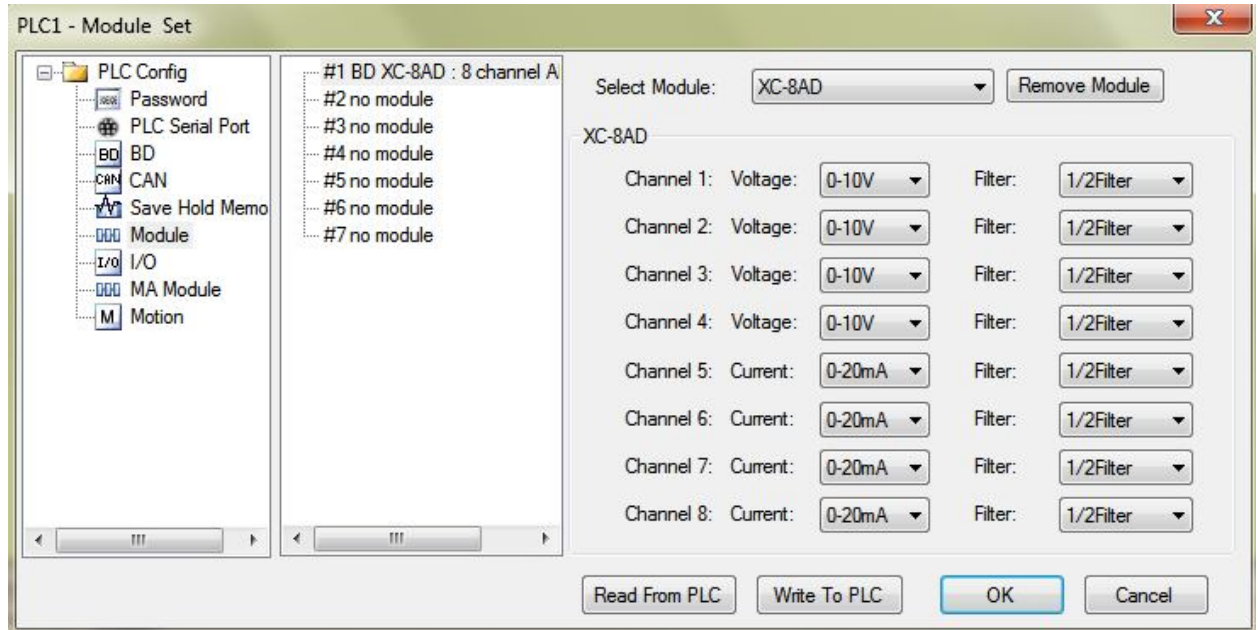 PLC1 - Module Set
PLC Config
Password
PLC Serial Port
BD BD
CAN CAN
Save Hold Memo
Module
I/O I/O
MA Module
M Motion
#1 BD XC-8AD : 8 channel A
#2 no module
#3 no module
#4 no module
#5 no module
#6 no module
#7 no module
Select Module: XC-8AD Remove Module
XC-8AD
Channel 1: Voltage: 0-10V Filter: 1/2Filter
Channel 2: Voltage: 0-10V Filter: 1/2Filter
Channel 3: Voltage: 0-10V Filter: 1/2Filter
Channel 4: Voltage: 0-10V Filter: 1/2Filter
Channel 5: Current: 0-20mA Filter: 1/2Filter
Channel 6: Current: 0-20mA Filter: 1/2Filter
Channel 7: Current: 0-20mA Filter: 1/2Filter
Channel 8: Current: 0-20mA Filter: 1/2Filter
Read From PLC Write To PLC OK Cancel